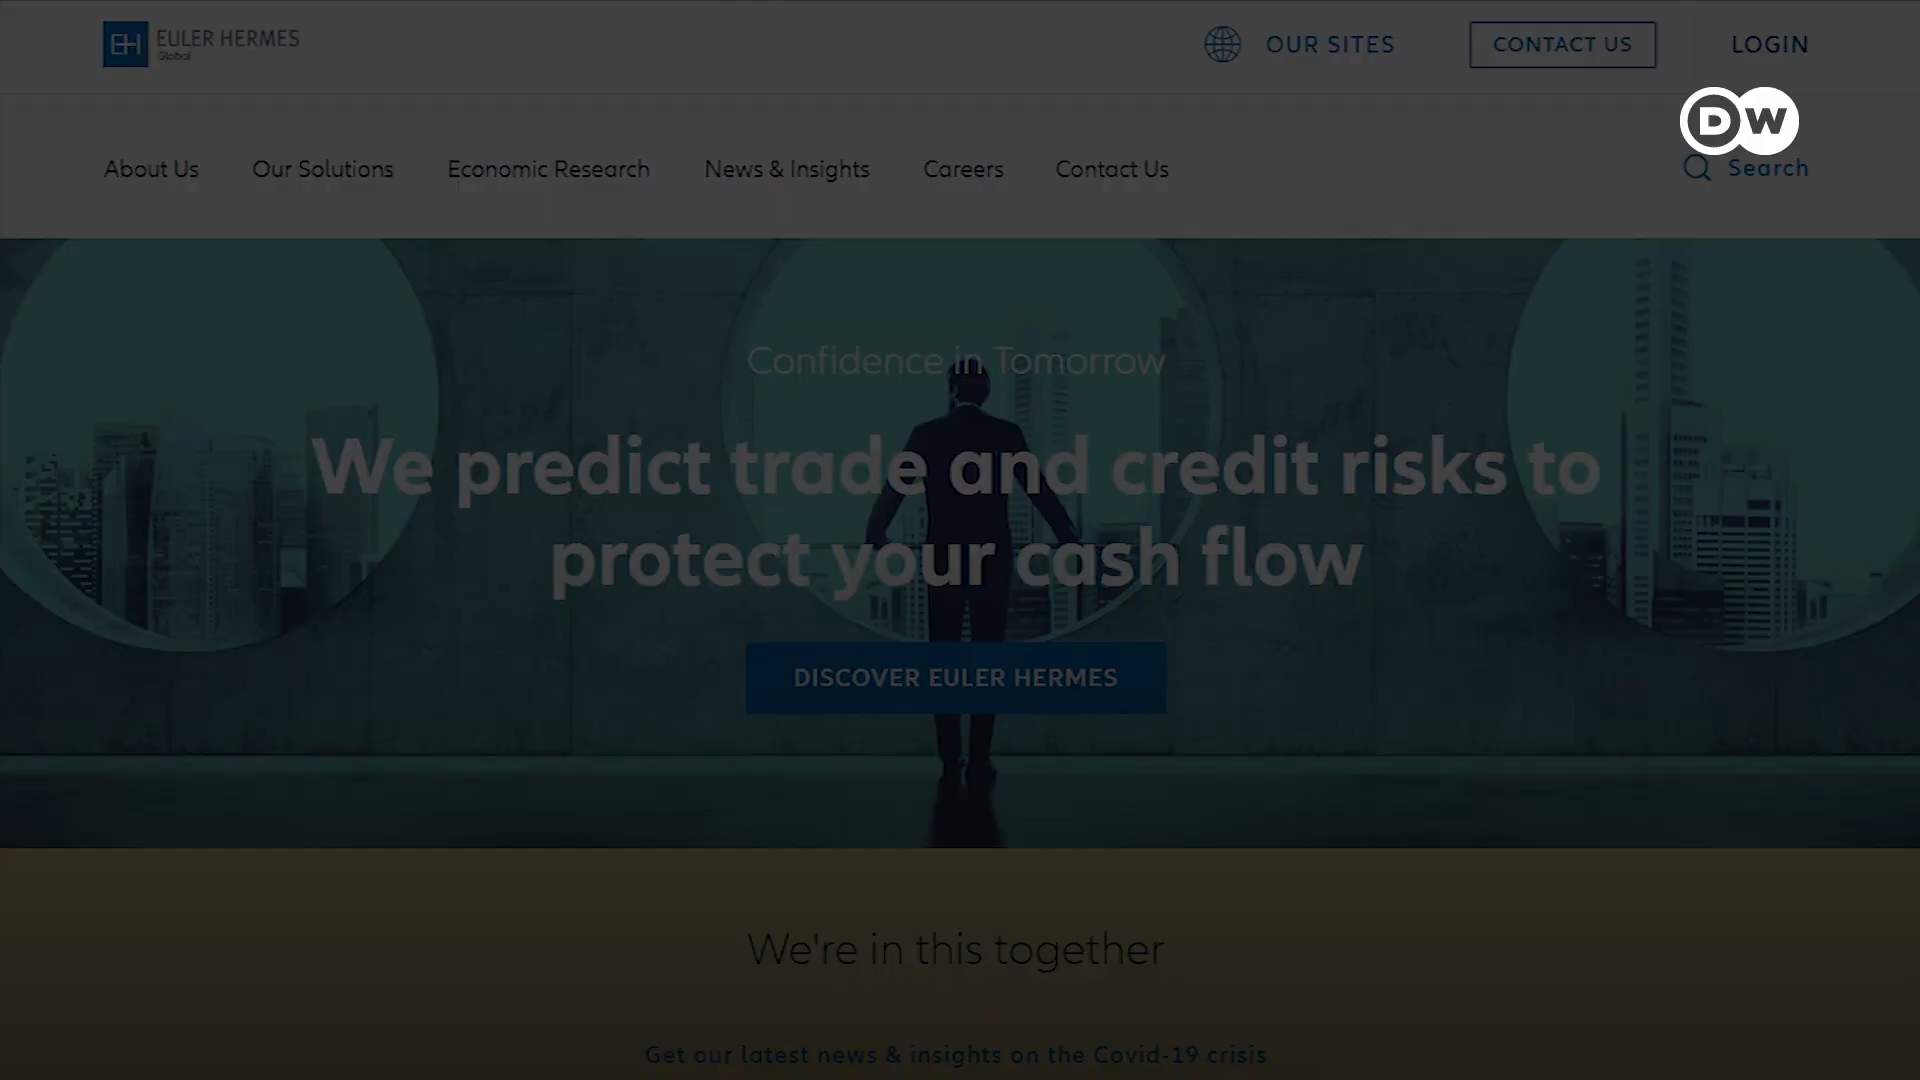 EULER HERMES
Global
OUR SITES
CONTACT US
LOGIN
DW
About Us
Our Solutions
Economic Research
News & Insights
Careers
Contact Us
Search
Confidence in Tomorrow
We predict trade and credit risks to
protect your cash flow
DISCOVER EULER HERMES
We're in this together
Get our latest news & insights on the Covid-19 crisis